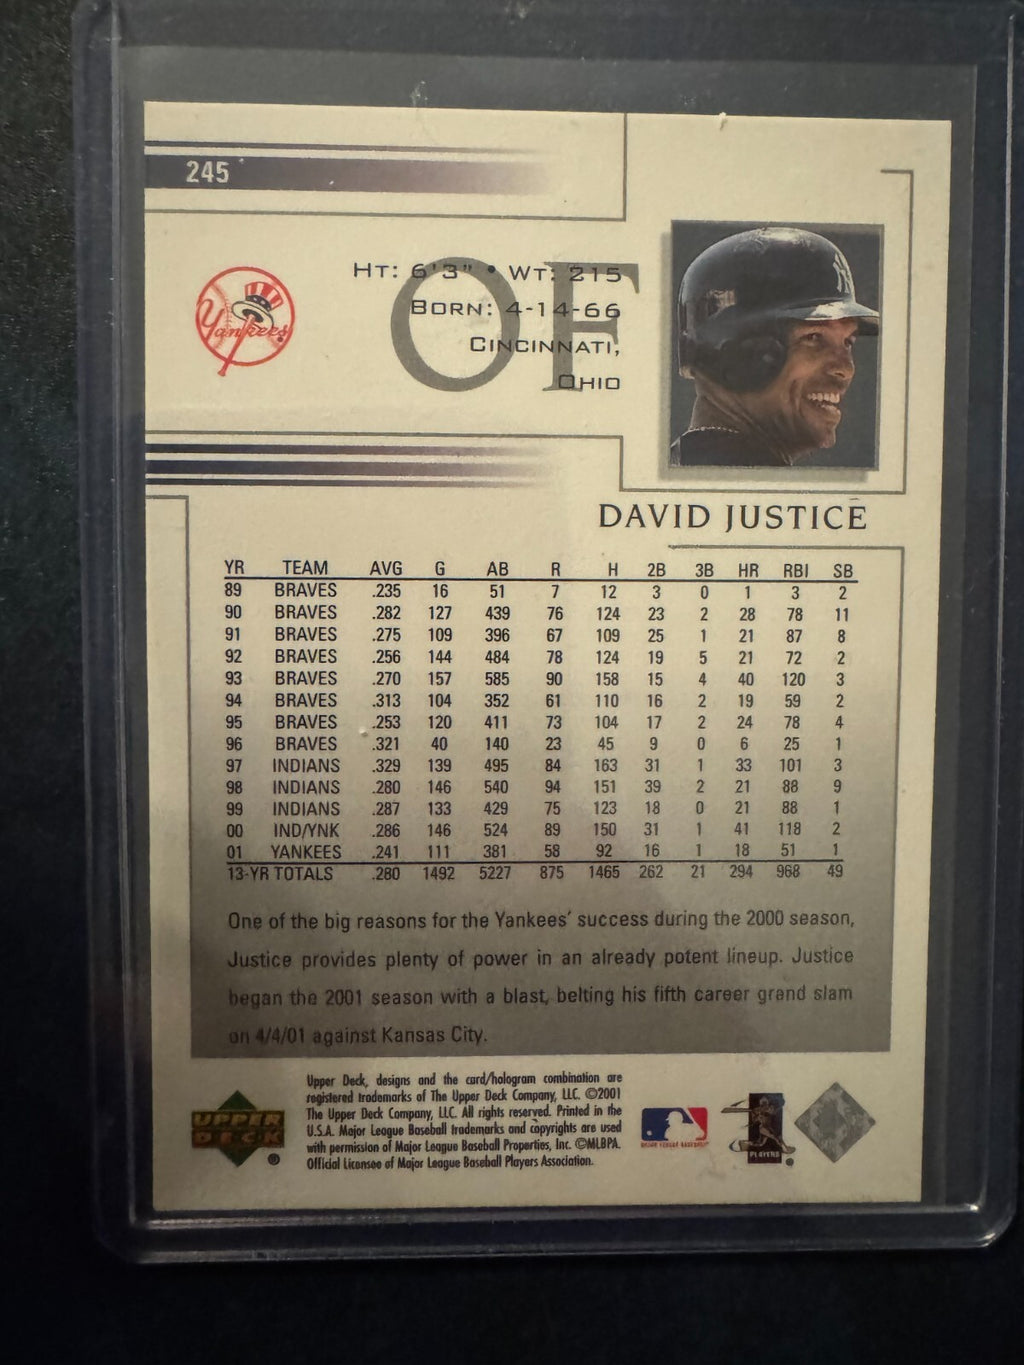 245
Yankees
OF
HT: 6'3" • WT: 215
BORN: 4-14-66
CINCINNATI,
OHIO
DAVID JUSTICE
YR TEAM AVG G AB R H 2B 3B HR RBI SB
89 BRAVES .235 16 51 7 12 3 0 1 3 2
90 BRAVES .282 127 439 76 124 23 2 28 78 11
91 BRAVES .275 109 396 67 109 25 1 21 87 8
92 BRAVES .256 144 484 78 124 19 5 21 72 2
93 BRAVES .270 157 585 90 158 15 4 40 120 3
94 BRAVES .313 104 352 61 110 16 2 19 59 2
95 BRAVES .253 120 411 73 104 17 2 24 78 4
96 BRAVES .321 40 140 23 45 9 0 6 25 1
97 INDIANS .329 139 495 84 163 31 1 33 101 3
98 INDIANS .280 146 540 94 151 39 2 21 88 9
99 INDIANS .287 133 429 75 123 18 0 21 88 1
00 IND/YNK .286 146 524 89 150 31 1 41 118 2
01 YANKEES .241 111 381 58 92 16 1 18 51 1
13-YR TOTALS .280 1492 5227 875 1465 262 21 294 968 49
One of the big reasons for the Yankees' success during the 2000 season,
Justice provides plenty of power in an already potent lineup. Justice
began the 2001 season with a blast, belting his fifth career grand slam
on 4/4/01 against Kansas City.
UPPER
DECK
®
Upper Deck, designs and the card/hologram combination are
registered trademarks of The Upper Deck Company, LLC. ©2001
The Upper Deck Company, LLC. All rights reserved. Printed in the
U.S.A. Major League Baseball trademarks and copyrights are used
with permission of Major League Baseball Properties, Inc. ©MLBPA.
Official Licensee of Major League Baseball Players Association.
MAJOR LEAGUE BASEBALL
PLAYERS